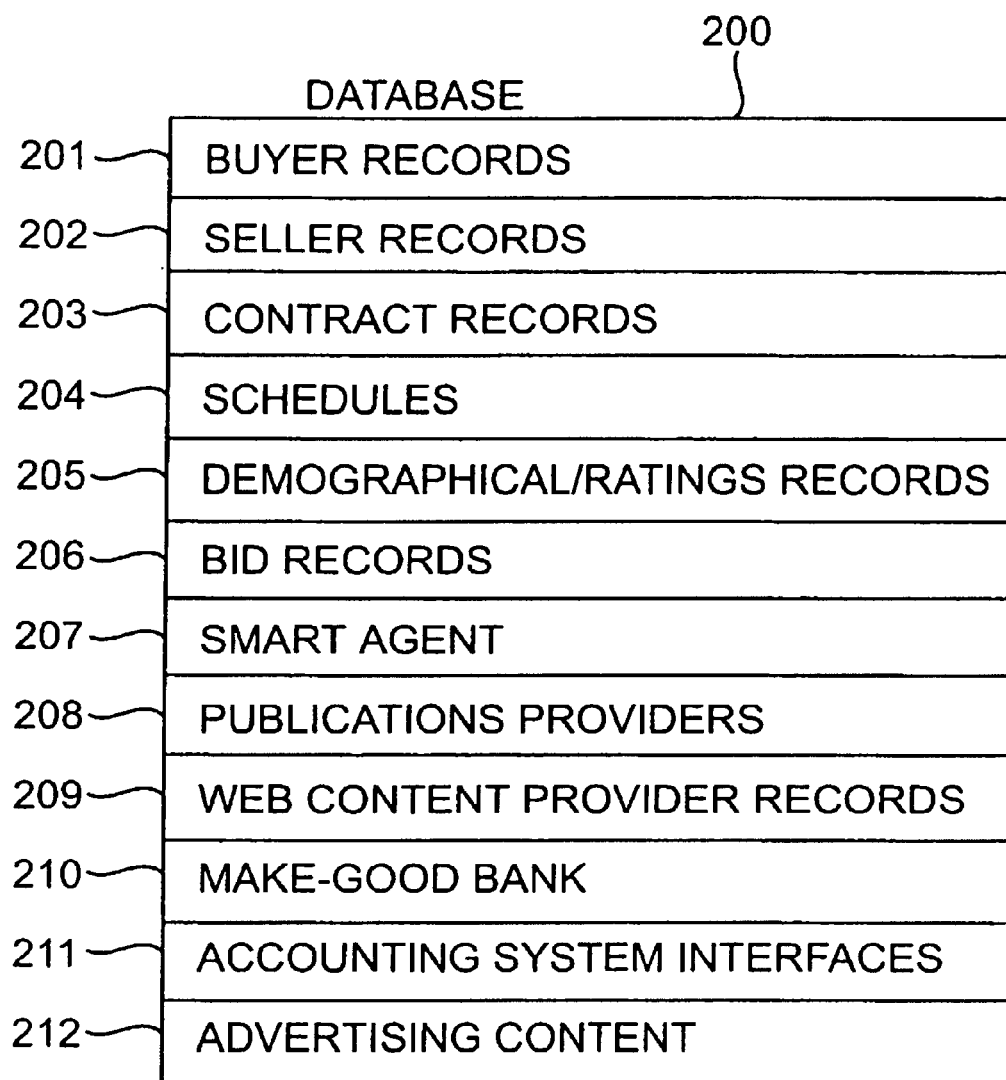 200
DATABASE
201 BUYER RECORDS
202 SELLER RECORDS
203 CONTRACT RECORDS
204 SCHEDULES
205 DEMOGRAPHICAL/RATINGS RECORDS
206 BID RECORDS
207 SMART AGENT
208 PUBLICATIONS PROVIDERS
209 WEB CONTENT PROVIDER RECORDS
210 MAKE-GOOD BANK
211 ACCOUNTING SYSTEM INTERFACES
212 ADVERTISING CONTENT